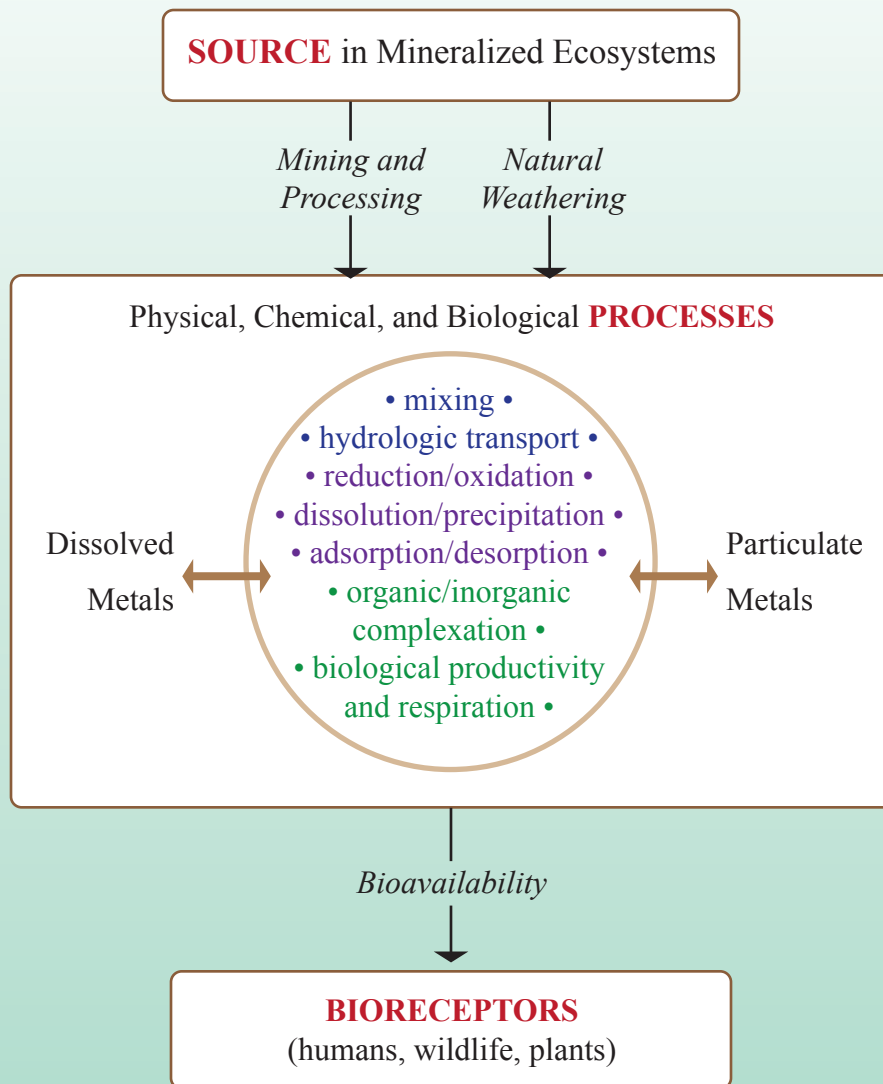 SOURCE in Mineralized Ecosystems
Mining and
Processing
Natural
Weathering
Physical, Chemical, and Biological PROCESSES
• mixing •
• hydrologic transport •
• reduction/oxidation •
• dissolution/precipitation •
• adsorption/desorption •
• organic/inorganic
complexation •
• biological productivity
and respiration •
Dissolved
Metals
Particulate
Metals
Bioavailability
BIORECEPTORS
(humans, wildlife, plants)